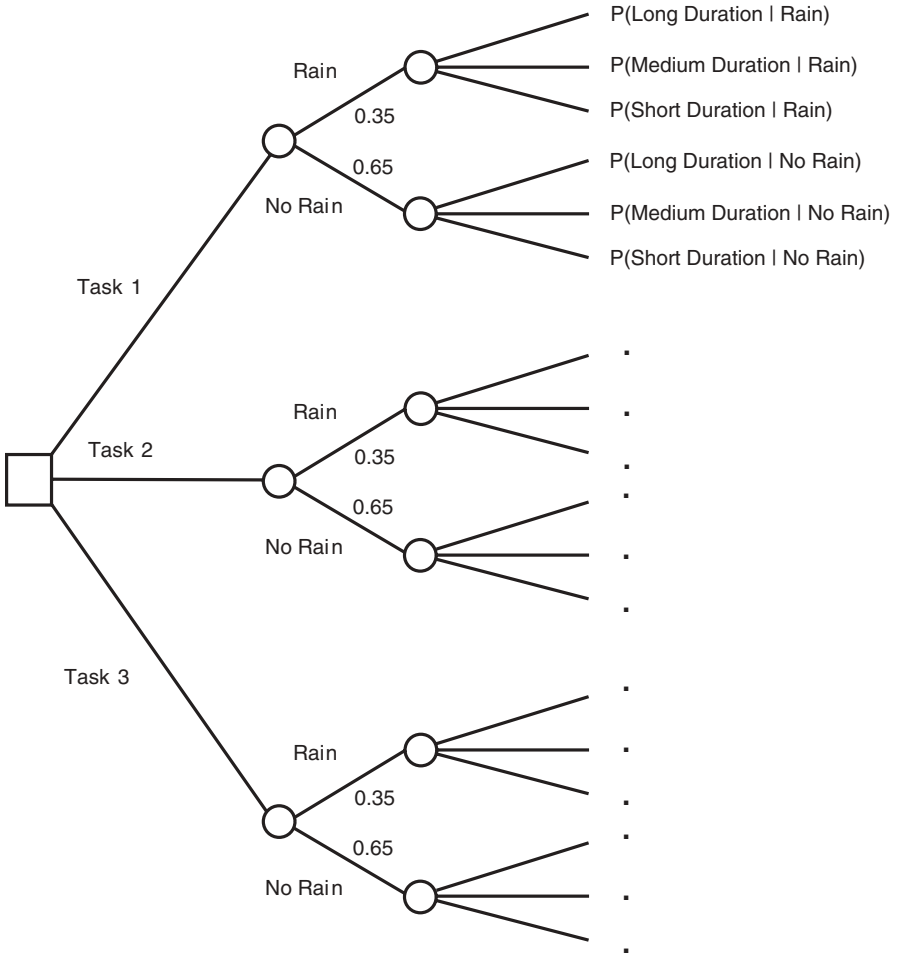 P(Long Duration | Rain)
Rain
P(Medium Duration | Rain)
0.35
P(Short Duration | Rain)
0.65
P(Long Duration | No Rain)
No Rain
P(Medium Duration | No Rain)
P(Short Duration | No Rain)
Task 1
.
Rain
.
Task 2
0.35
.
.
0.65
No Rain
.
.
Task 3
.
Rain
.
0.35
.
.
0.65
No Rain
.
.